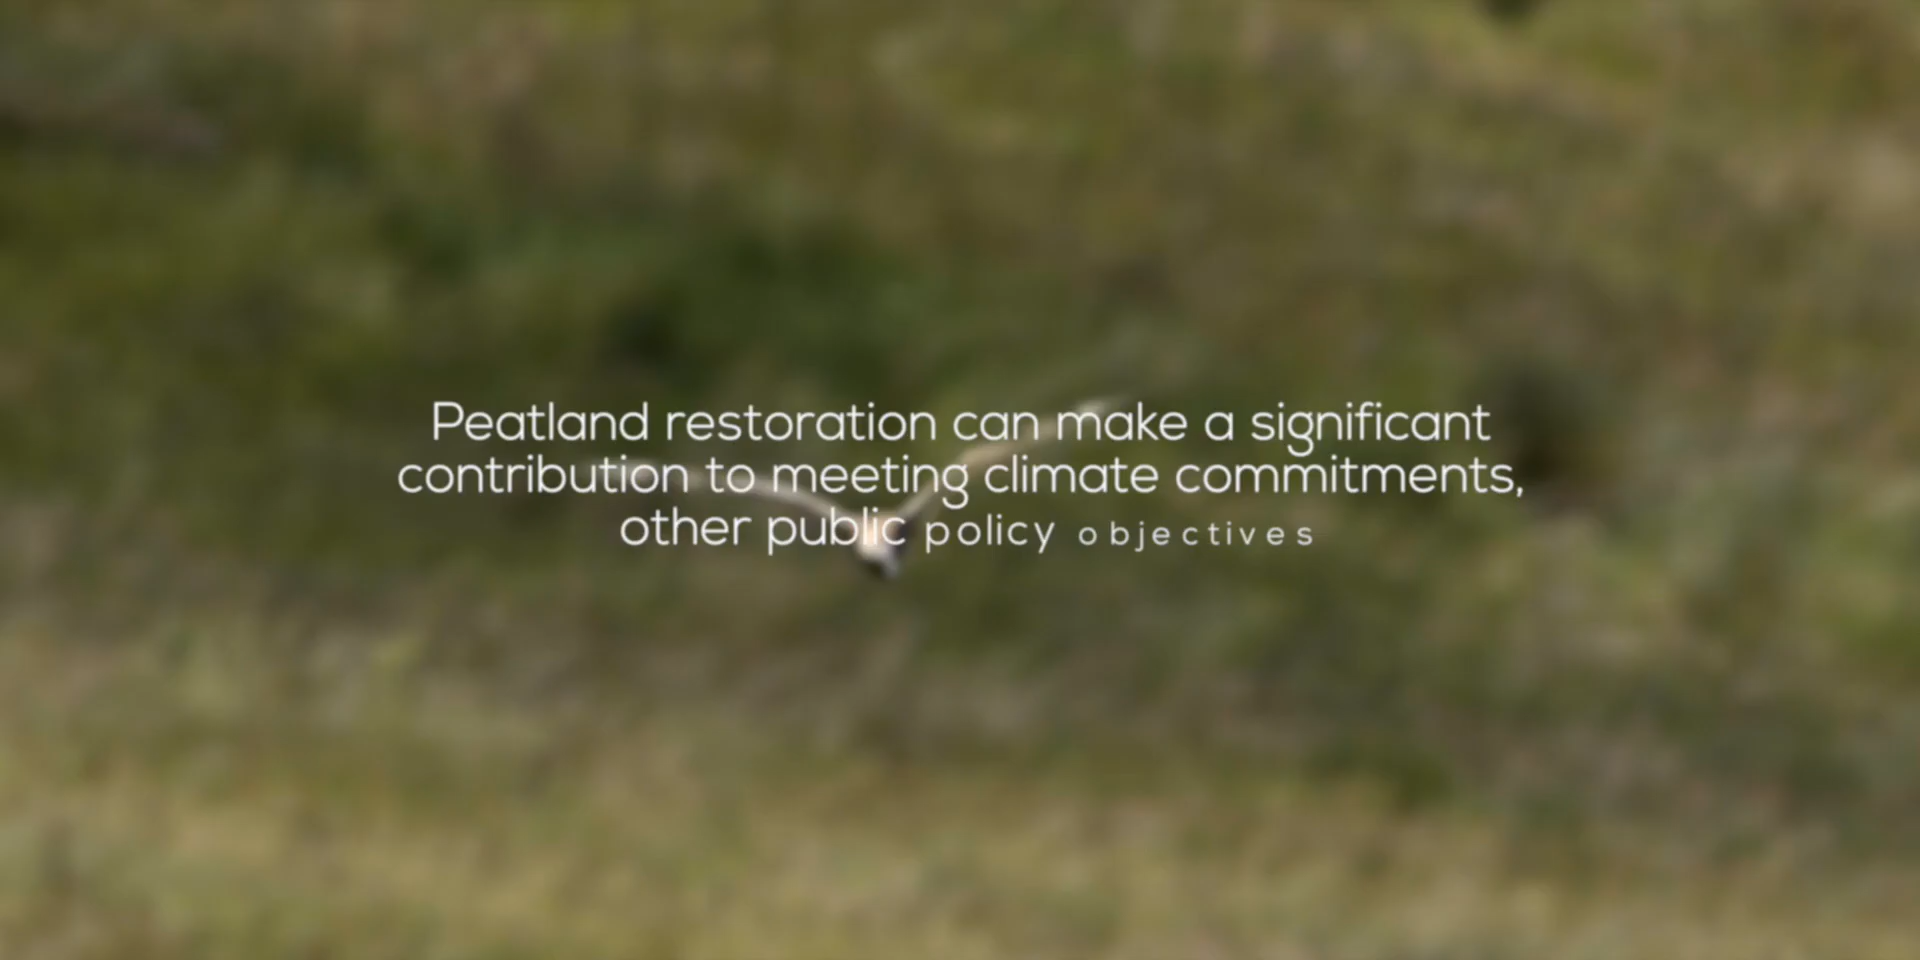 Peatland restoration can make a significant
contribution to meeting climate commitments,
other public policy objectives